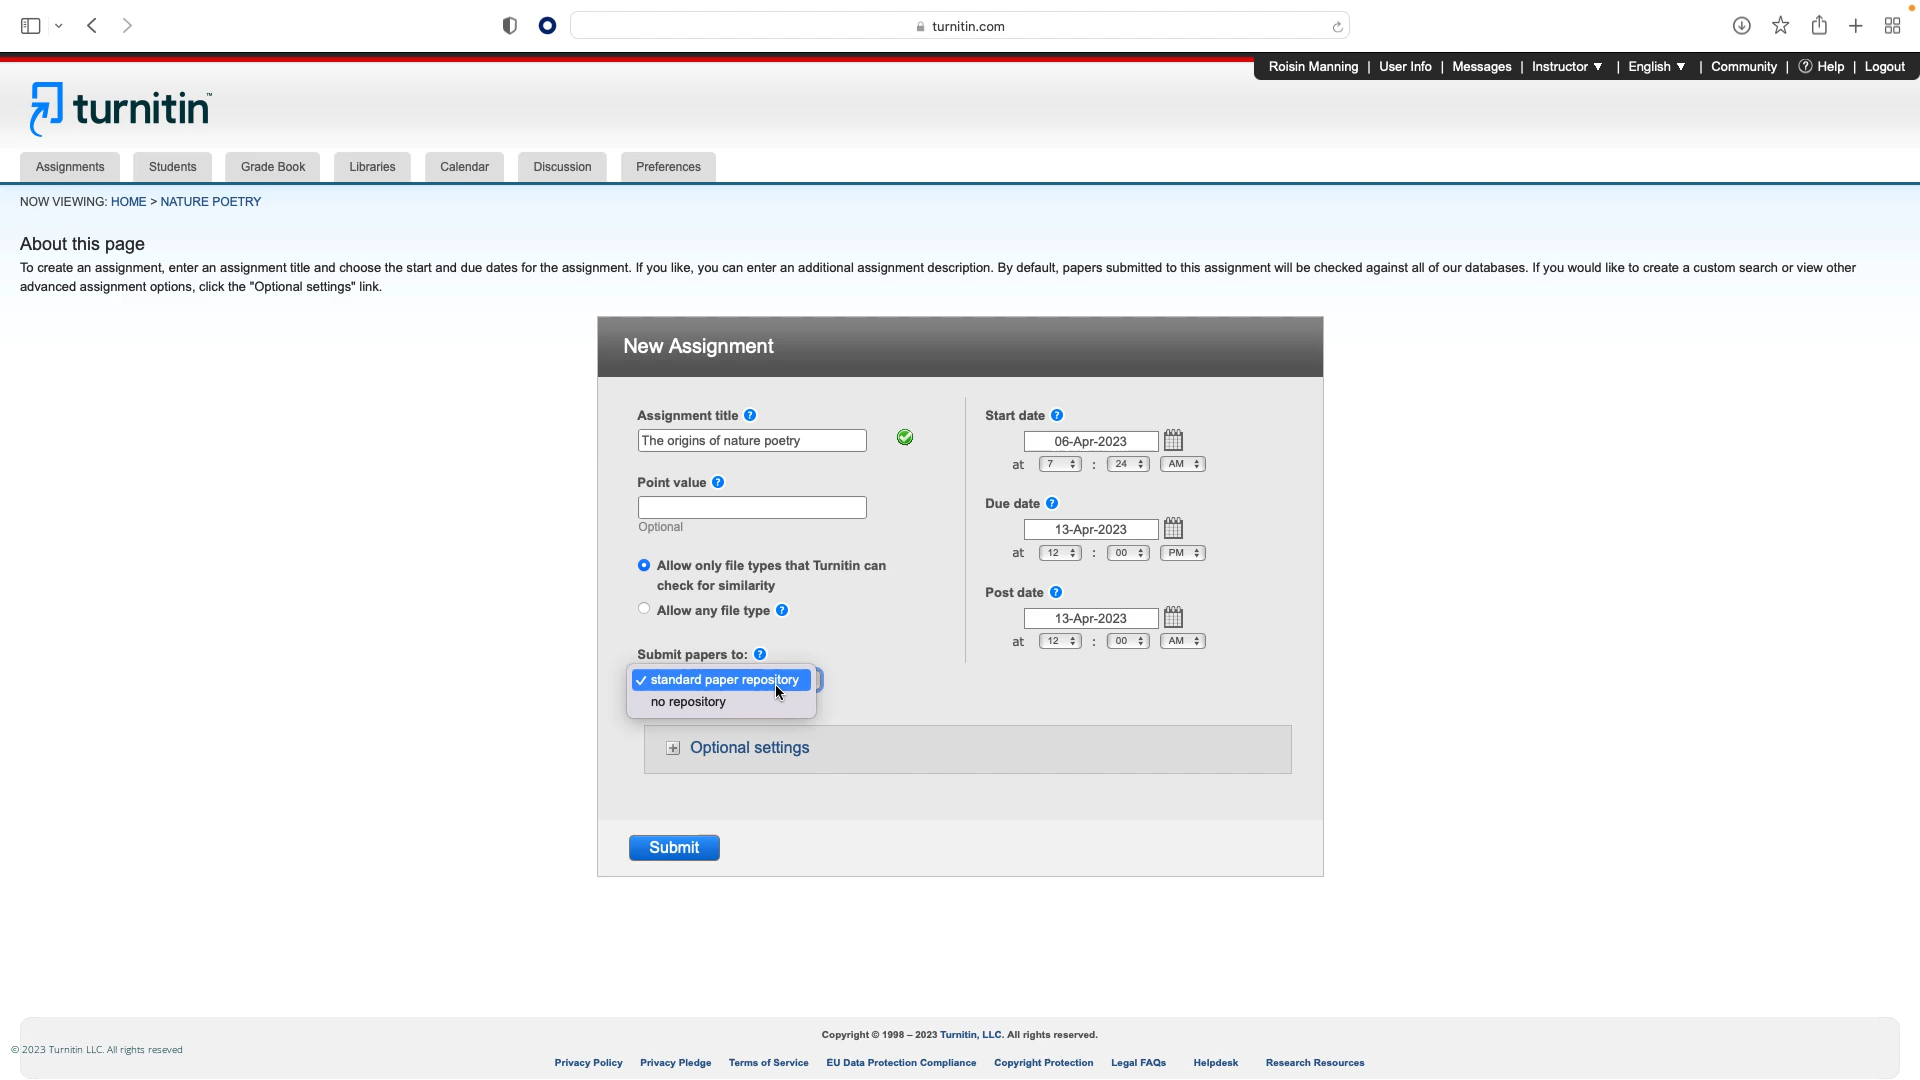 turnitin.com
Roisin Manning | User Info | Messages | Instructor ▼ | English ▼ | Community | ? Help | Logout
turnitin™
Assignments Students Grade Book Libraries Calendar Discussion Preferences
NOW VIEWING: HOME > NATURE POETRY
About this page
To create an assignment, enter an assignment title and choose the start and due dates for the assignment. If you like, you can enter an additional assignment description. By default, papers submitted to this assignment will be checked against all of our databases. If you would like to create a custom search or view other
advanced assignment options, click the "Optional settings" link.
New Assignment
Assignment title ?
The origins of nature poetry
Point value ?
Optional
Allow only file types that Turnitin can
check for similarity
Allow any file type ?
Submit papers to: ?
✓ standard paper repository
no repository
Start date ?
06-Apr-2023
at 7 : 24 AM
Due date ?
13-Apr-2023
at 12 : 00 PM
Post date ?
13-Apr-2023
at 12 : 00 AM
+ Optional settings
Submit
Copyright © 1998 – 2023 Turnitin, LLC. All rights reserved.
© 2023 Turnitin LLC. All rights reseved
Privacy Policy Privacy Pledge Terms of Service EU Data Protection Compliance Copyright Protection Legal FAQs Helpdesk Research Resources